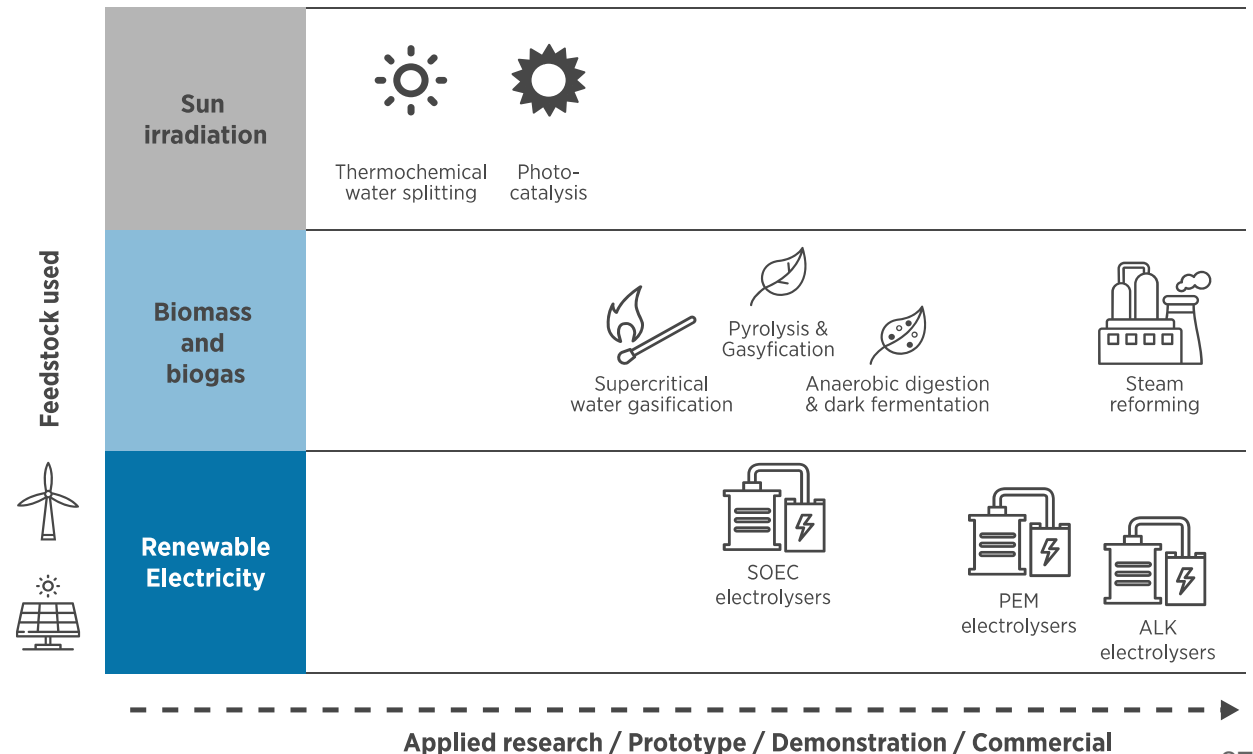 Feedstock used
Sun
irradiation
Thermochemical
water splitting
Photo-
catalysis
Biomass
and
biogas
Supercritical
water gasification
Pyrolysis &
Gasyfication
Anaerobic digestion
& dark fermentation
Steam
reforming
Renewable
Electricity
SOEC
electrolysers
PEM
electrolysers
ALK
electrolysers
Applied research / Prototype / Demonstration / Commercial